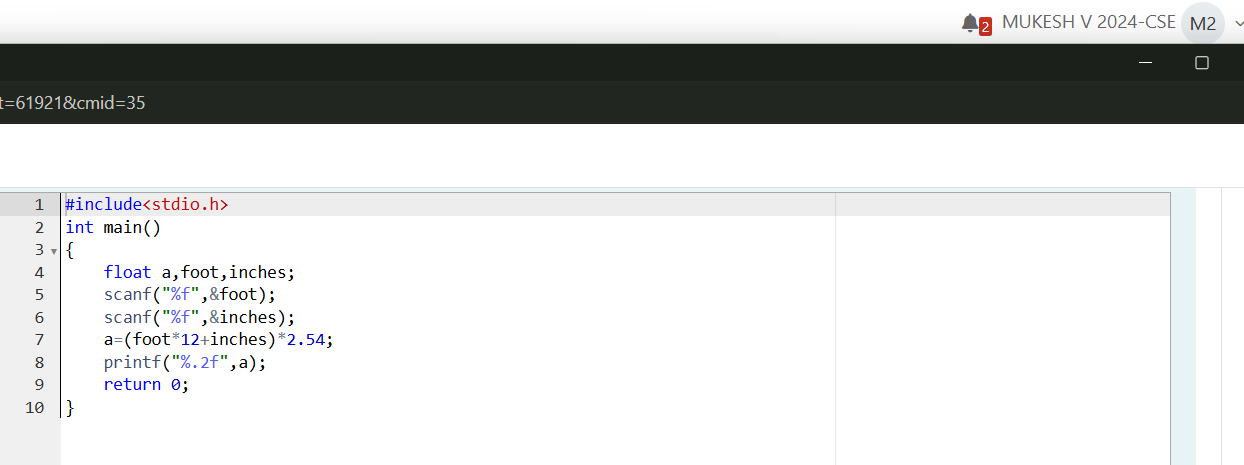 2 MUKESH V 2024-CSE M2
t=61921&cmid=35
1 #include<stdio.h>
2 int main()
3 {
4     float a,foot,inches;
5     scanf("%f",&foot);
6     scanf("%f",&inches);
7     a=(foot*12+inches)*2.54;
8     printf("%.2f",a);
9     return 0;
10 }